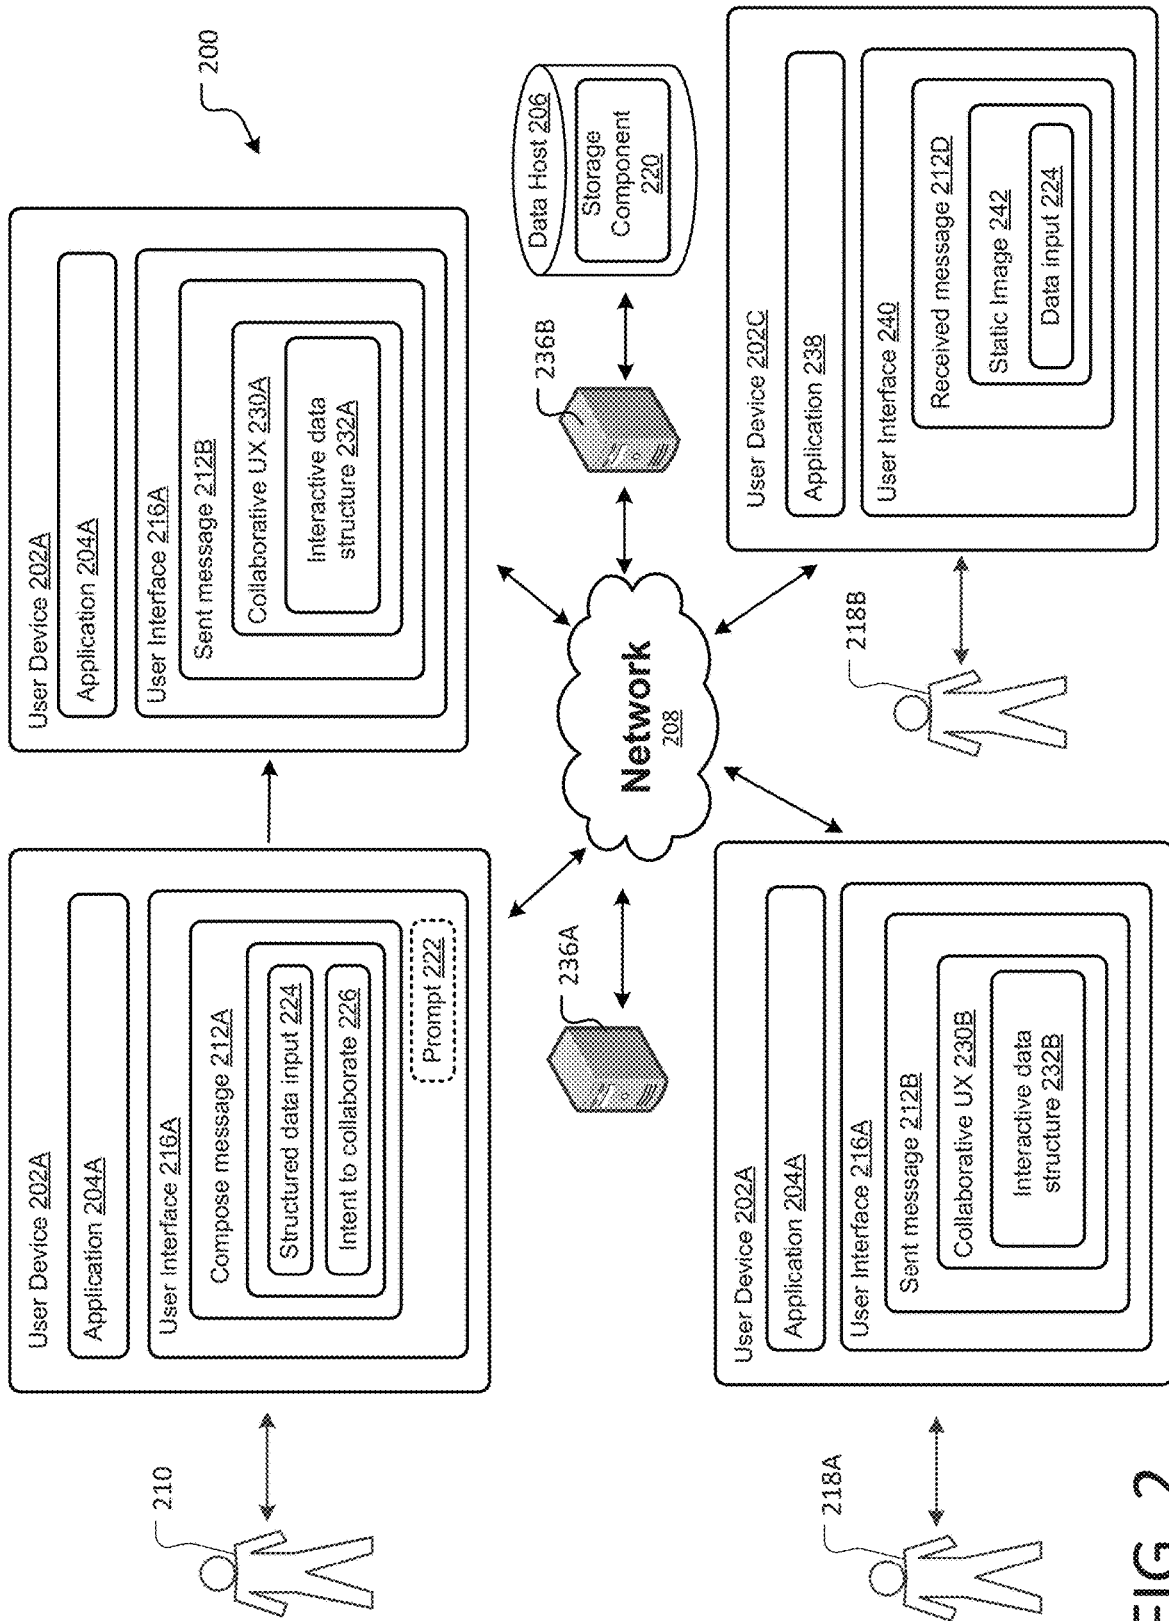 200
210
User Device 202A
Application 204A
User Interface 216A
Compose message 212A
Structured data input 224
Intent to collaborate 226
Prompt 222
User Device 202A
Application 204A
User Interface 216A
Sent message 212B
Collaborative UX 230A
Interactive data
structure 232A
236A
Network
208
236B
Data Host 206
Storage
Component
220
218A
User Device 202A
Application 204A
User Interface 216A
Sent message 212B
Collaborative UX 230B
Interactive data
structure 232B
218B
User Device 202C
Application 238
User Interface 240
Received message 212D
Static Image 242
Data input 224
FIG. 2